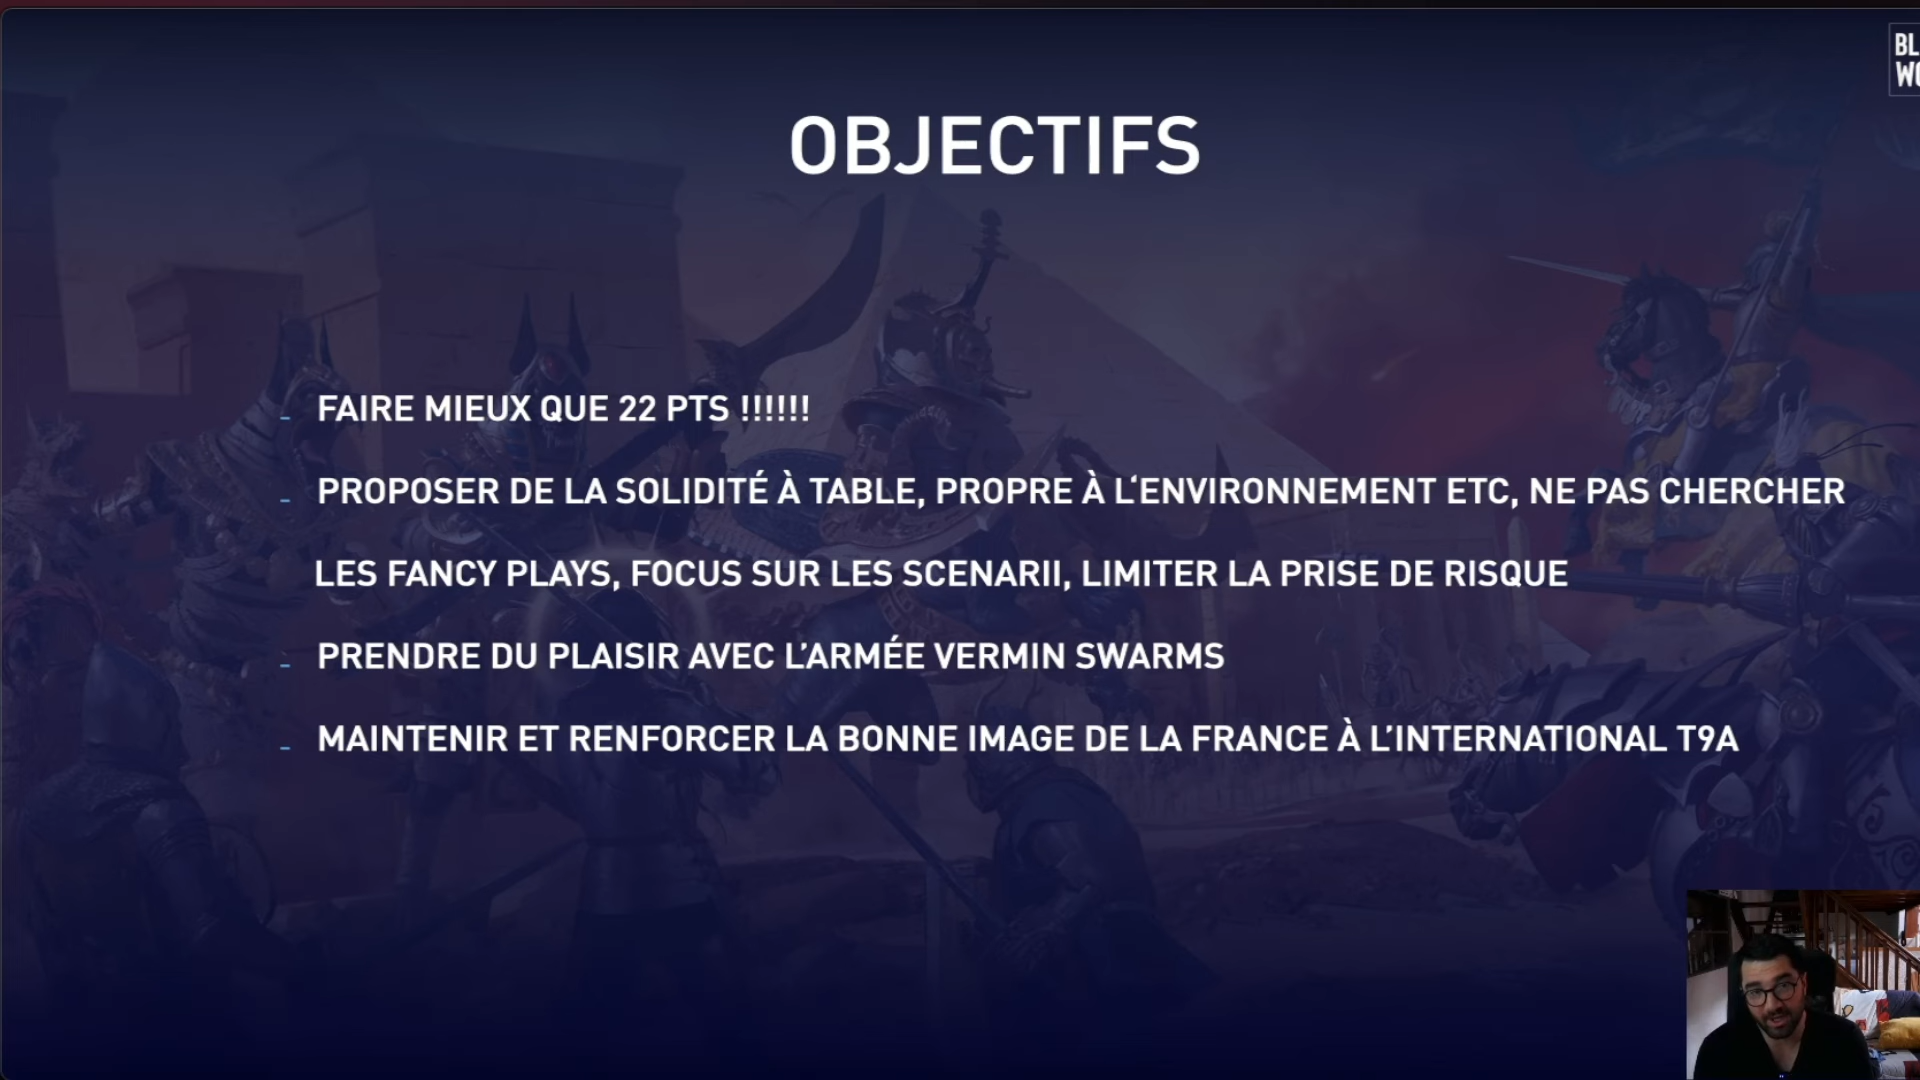 BL
WO
OBJECTIFS
- FAIRE MIEUX QUE 22 PTS !!!!!!
- PROPOSER DE LA SOLIDITÉ À TABLE, PROPRE À L‘ENVIRONNEMENT ETC, NE PAS CHERCHER
LES FANCY PLAYS, FOCUS SUR LES SCENARII, LIMITER LA PRISE DE RISQUE
- PRENDRE DU PLAISIR AVEC L’ARMÉE VERMIN SWARMS
- MAINTENIR ET RENFORCER LA BONNE IMAGE DE LA FRANCE À L’INTERNATIONAL T9A